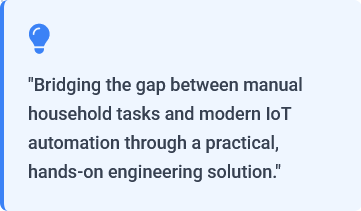 "Bridging the gap between manual
household tasks and modern IoT
automation through a practical,
hands-on engineering solution."